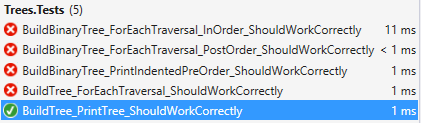 Trees.Tests (5)
BuildBinaryTree_ForEachTraversal_InOrder_ShouldWorkCorrectly 11 ms
BuildBinaryTree_ForEachTraversal_PostOrder_ShouldWorkCorrectly < 1 ms
BuildBinaryTree_PrintIndentedPreOrder_ShouldWorkCorrectly 1 ms
BuildTree_ForEachTraversal_ShouldWorkCorrectly 1 ms
BuildTree_PrintTree_ShouldWorkCorrectly 1 ms